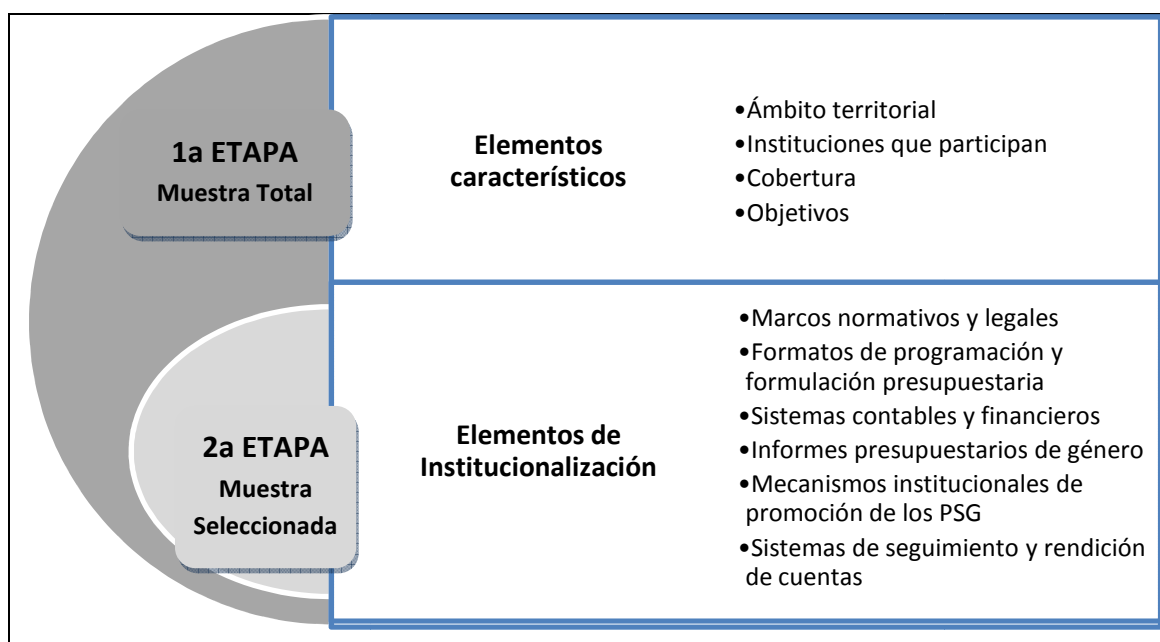 1a ETAPA
Muestra Total
Elementos
característicos
•Ámbito territorial
•Instituciones que participan
•Cobertura
•Objetivos
2a ETAPA
Muestra
Seleccionada
Elementos de
Institucionalización
•Marcos normativos y legales
•Formatos de programación y
formulación presupuestaria
•Sistemas contables y financieros
•Informes presupuestarios de género
•Mecanismos institucionales de
promoción de los PSG
•Sistemas de seguimiento y rendición
de cuentas